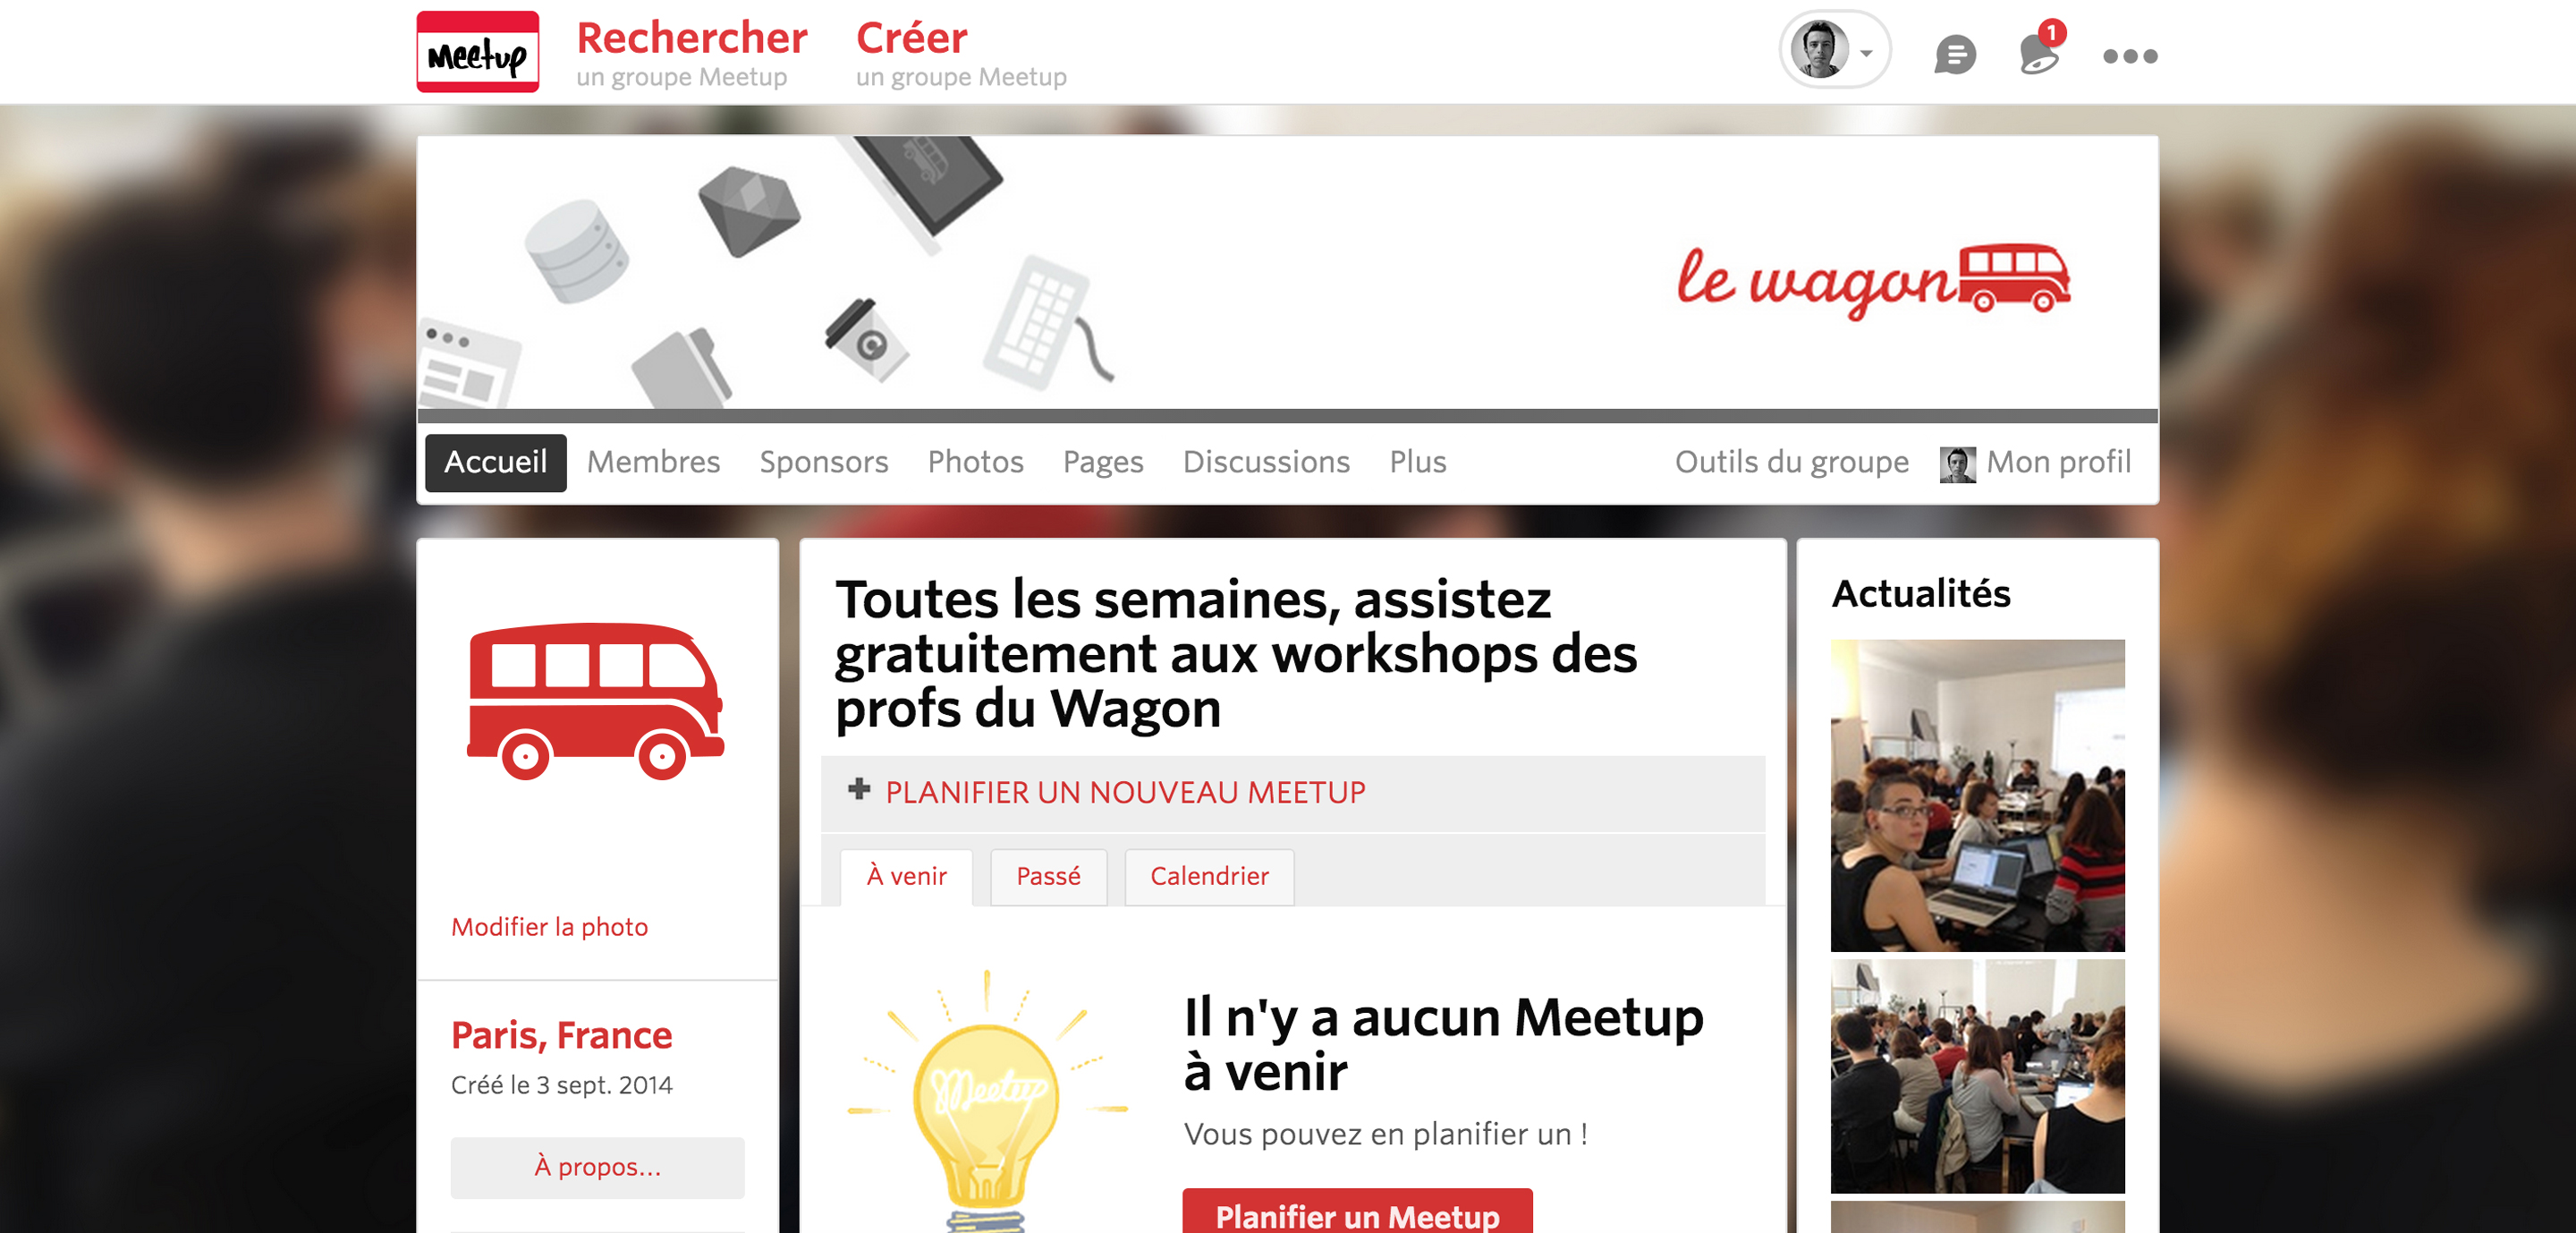 Meetup
Rechercher
un groupe Meetup
Créer
un groupe Meetup
1
le wagon
Accueil
Membres
Sponsors
Photos
Pages
Discussions
Plus
Outils du groupe
Mon profil
Modifier la photo
Paris, France
Créé le 3 sept. 2014
À propos...
Toutes les semaines, assistez
gratuitement aux workshops des
profs du Wagon
PLANIFIER UN NOUVEAU MEETUP
À venir
Passé
Calendrier
Meetup
Il n'y a aucun Meetup
à venir
Vous pouvez en planifier un !
Planifier un Meetup
Actualités